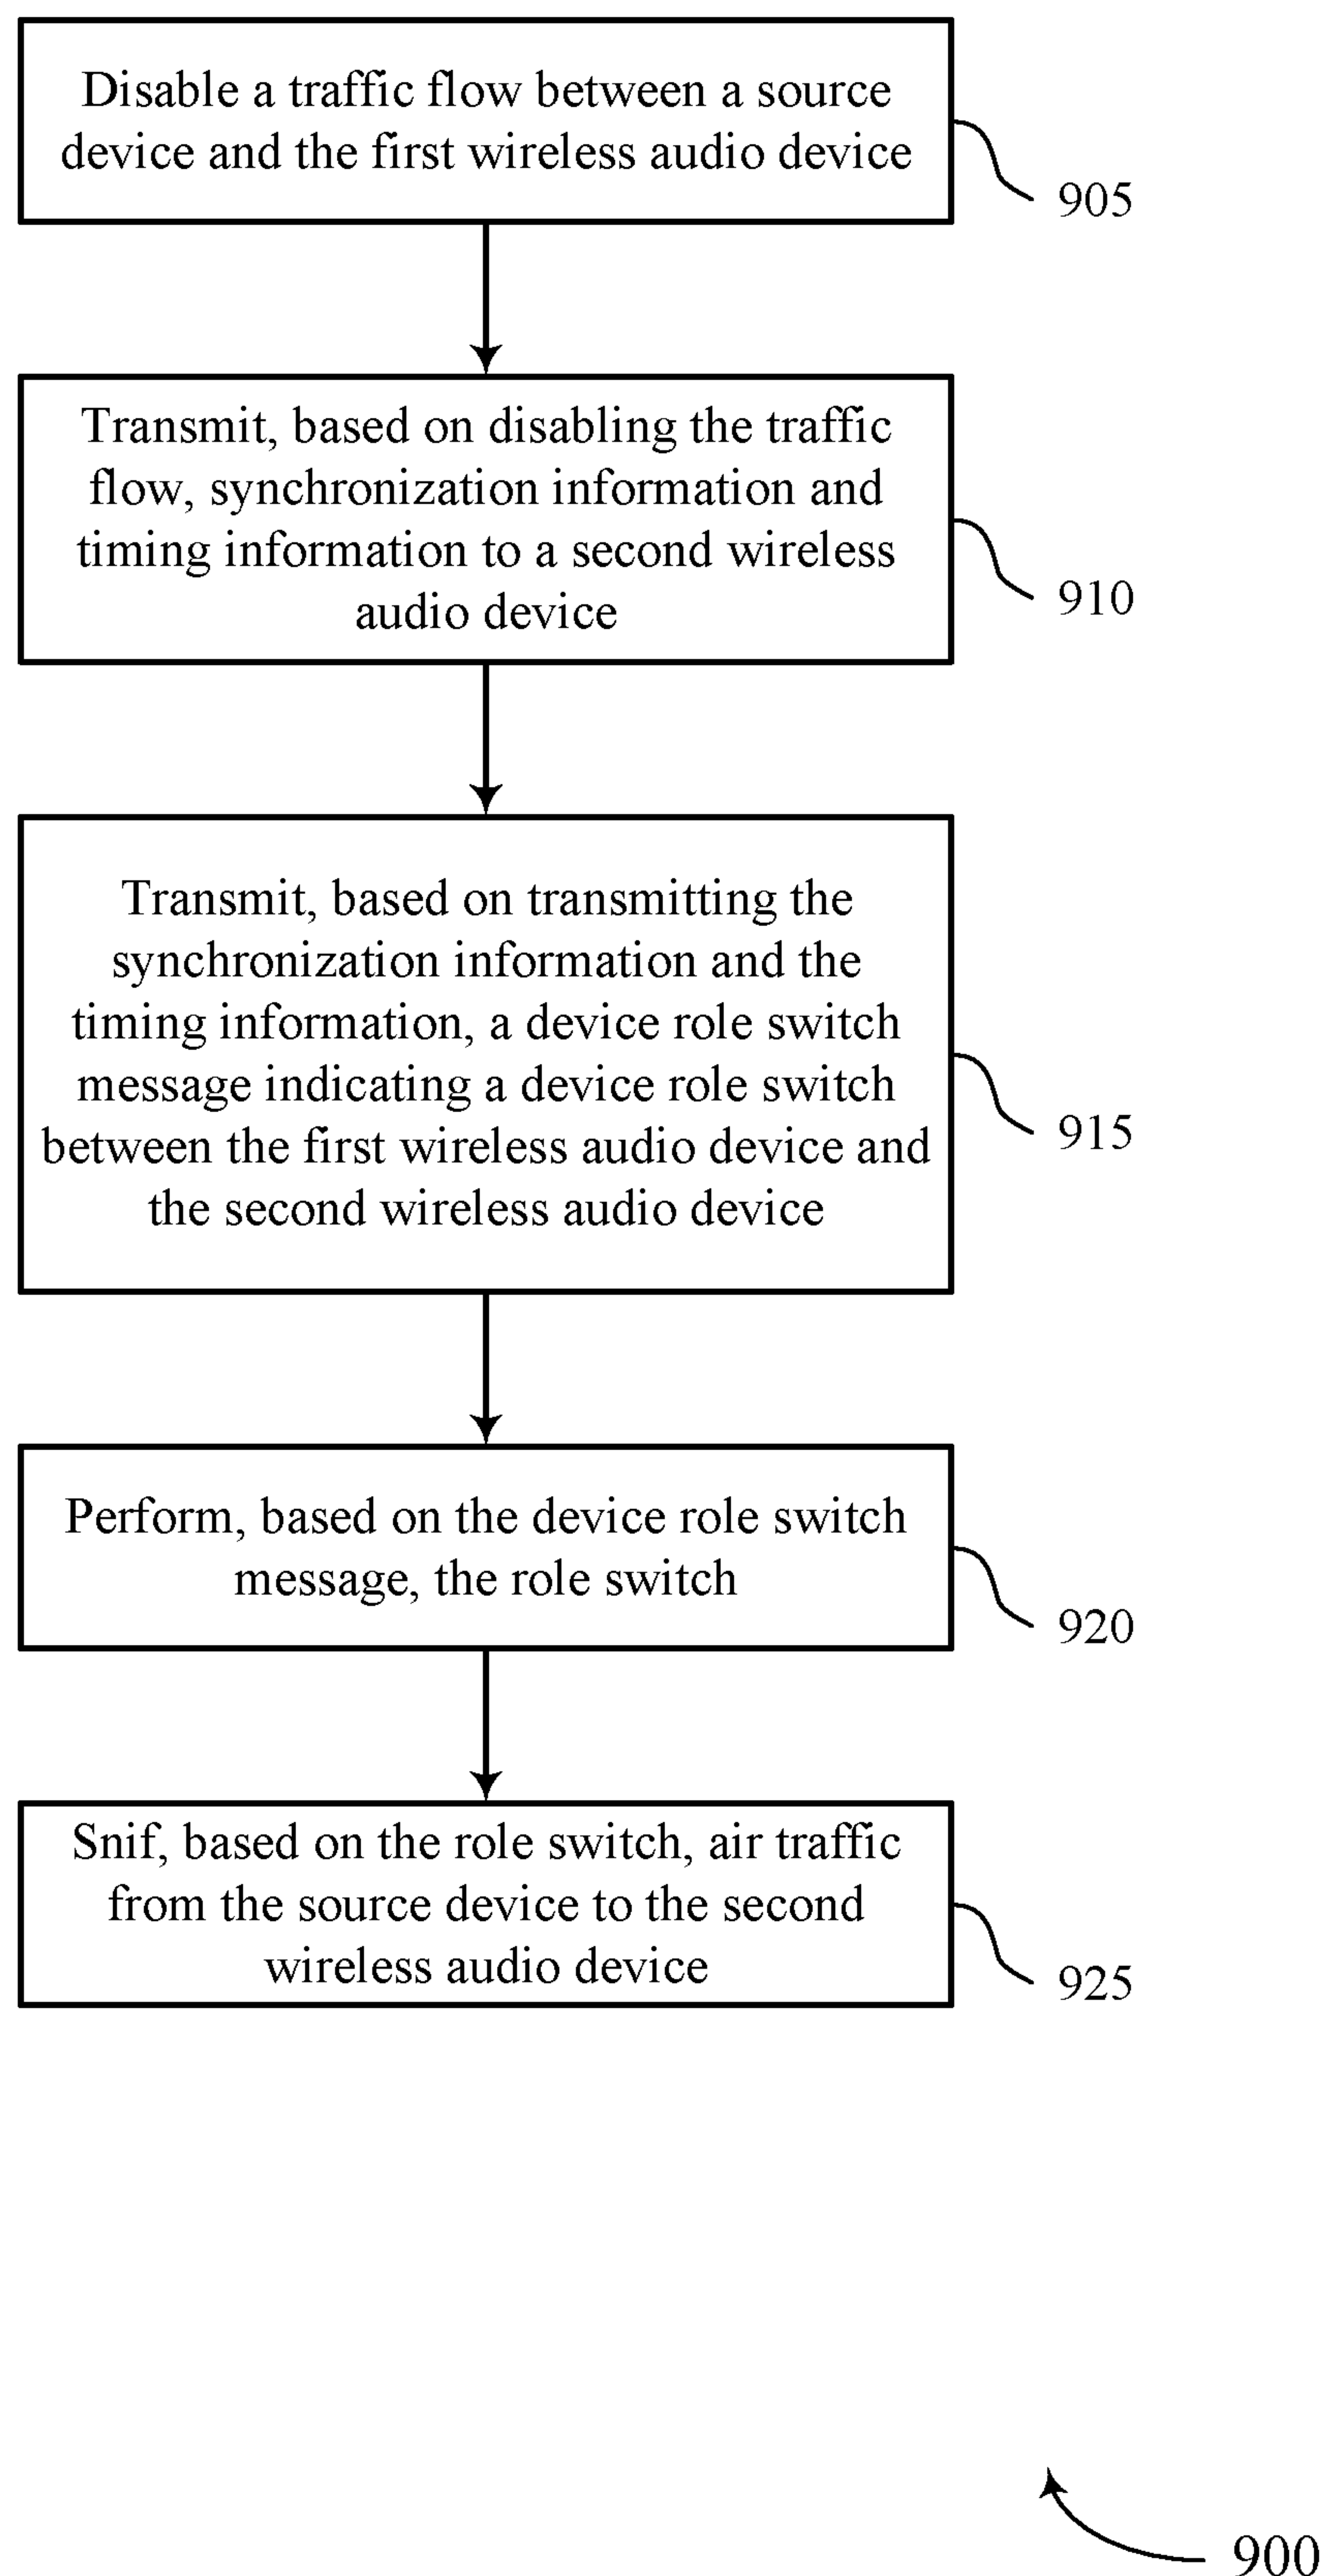 Disable a traffic flow between a source
device and the first wireless audio device
905
Transmit, based on disabling the traffic
flow, synchronization information and
timing information to a second wireless
audio device
910
Transmit, based on transmitting the
synchronization information and the
timing information, a device role switch
message indicating a device role switch
between the first wireless audio device and
the second wireless audio device
915
Perform, based on the device role switch
message, the role switch
920
Snif, based on the role switch, air traffic
from the source device to the second
wireless audio device
925
900